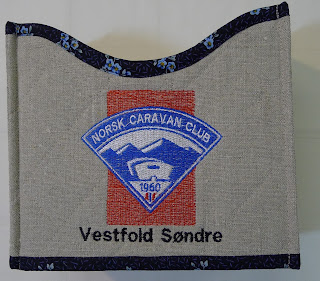 NORSK CARAVAN CLUB
1960
Vestfold Søndre